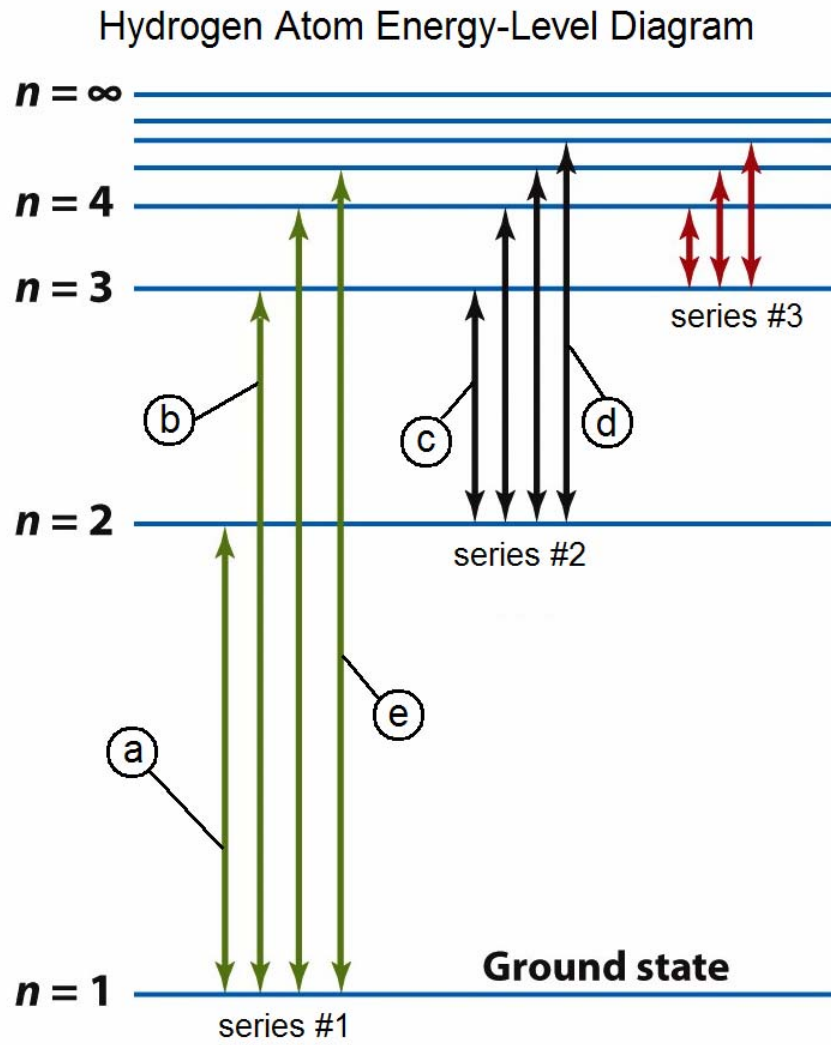 Hydrogen Atom Energy-Level Diagram
n = ∞
n = 4
n = 3
series #3
b
c
d
n = 2
series #2
e
a
Ground state
n = 1
series #1